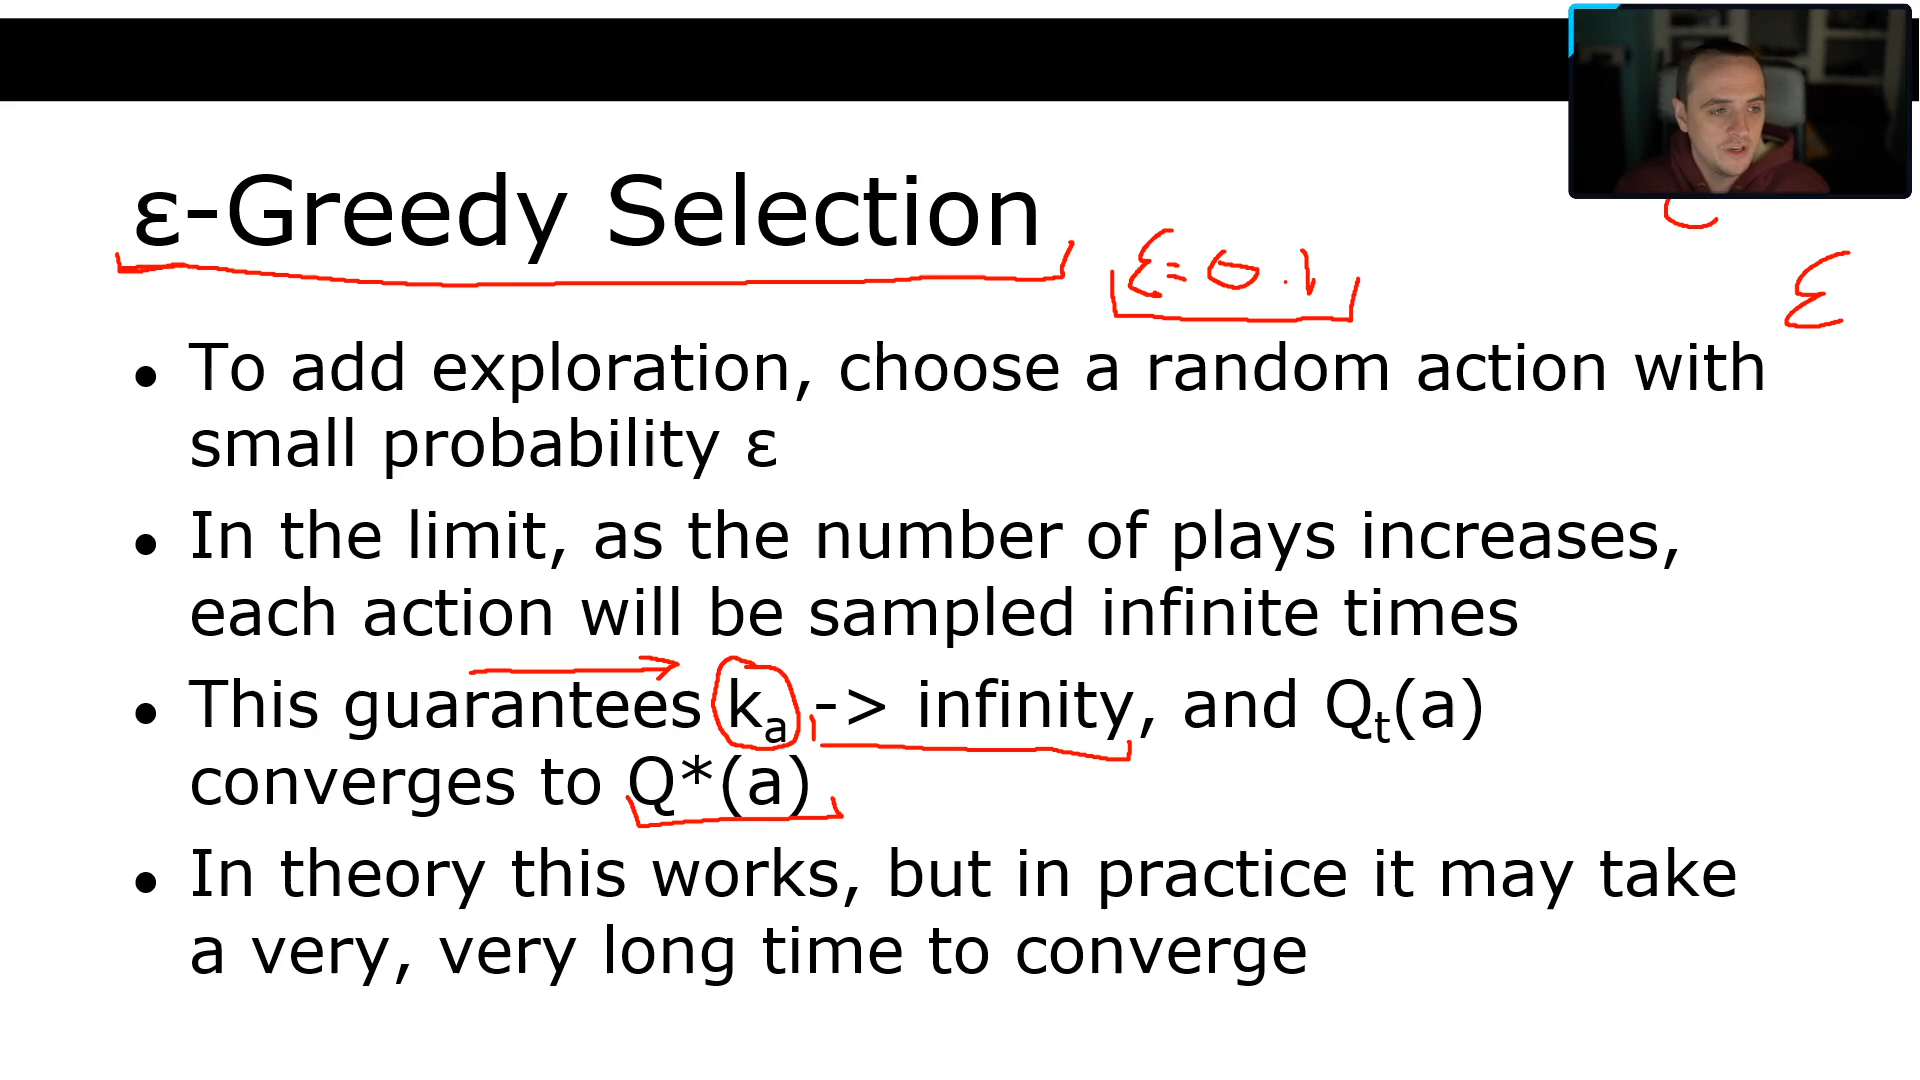 ε-Greedy Selection
ε = 0.1
ε
• To add exploration, choose a random action with
small probability ε
• In the limit, as the number of plays increases,
each action will be sampled infinite times
• This guarantees kₐ -> infinity, and Qₜ(a)
converges to Q*(a)
• In theory this works, but in practice it may take
a very, very long time to converge